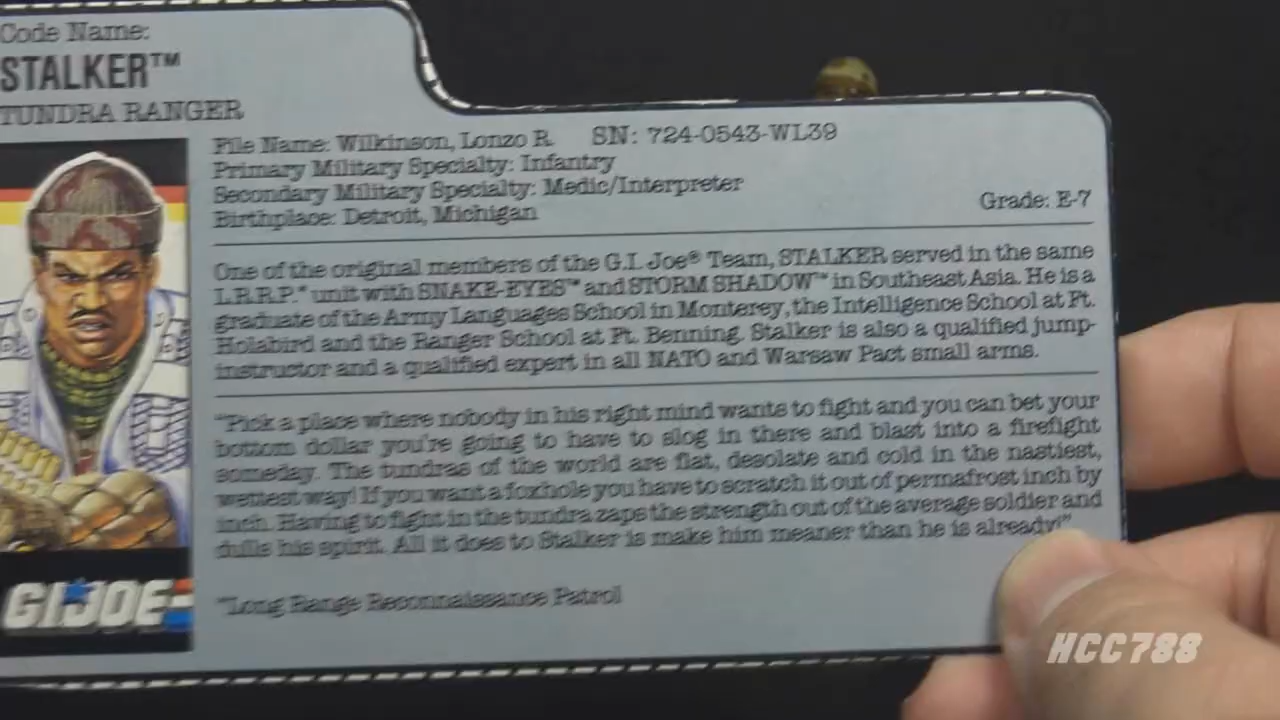 Code Name:
STALKER™
TUNDRA RANGER
File Name: Wilkinson, Lonzo R. SN: 724-0543-WL39
Primary Military Specialty: Infantry
Secondary Military Specialty: Medic/Interpreter
Birthplace: Detroit, Michigan
Grade: E-7
One of the original members of the G.I. Joe® Team, STALKER served in the same
L.R.R.P.* unit with SNAKE-EYES™ and STORM SHADOW™ in Southeast Asia. He is a
graduate of the Army Languages School in Monterey, the Intelligence School at Ft.
Holabird and the Ranger School at Ft. Benning. Stalker is also a qualified jump-
instructor and a qualified expert in all NATO and Warsaw Pact small arms.
"Pick a place where nobody in his right mind wants to fight and you can bet your
bottom dollar you're going to have to slog in there and blast into a firefight
someday. The tundras of the world are flat, desolate and cold in the nastiest,
wettest way! If you want a foxhole you have to scratch it out of permafrost inch by
inch. Having to fight in the tundra zaps the strength out of the average soldier and
dulls his spirit. All it does to Stalker is make him meaner than he is already!"
*Long Range Reconnaissance Patrol
GI JOE
HCC788